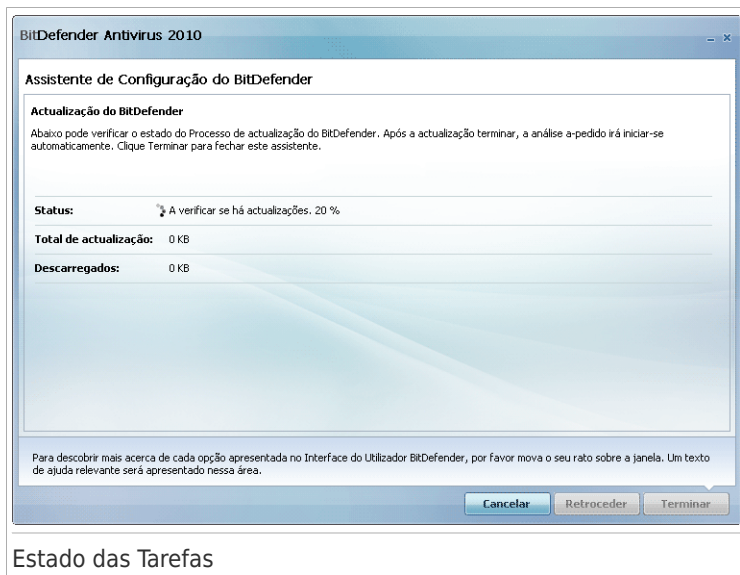 BitDefender Antivirus 2010
Assistente de Configuração do BitDefender
Actualização do BitDefender
Abaixo pode verificar o estado do Processo de actualização do BitDefender. Após a actualização terminar, a análise a-pedido irá iniciar-se
automaticamente. Clique Terminar para fechar este assistente.
Status: A verificar se há actualizações. 20 %
Total de actualização: 0 KB
Descarregados: 0 KB
Para descobrir mais acerca de cada opção apresentada no Interface do Utilizador BitDefender, por favor mova o seu rato sobre a janela. Um texto
de ajuda relevante será apresentado nessa área.
Cancelar Retroceder Terminar
Estado das Tarefas